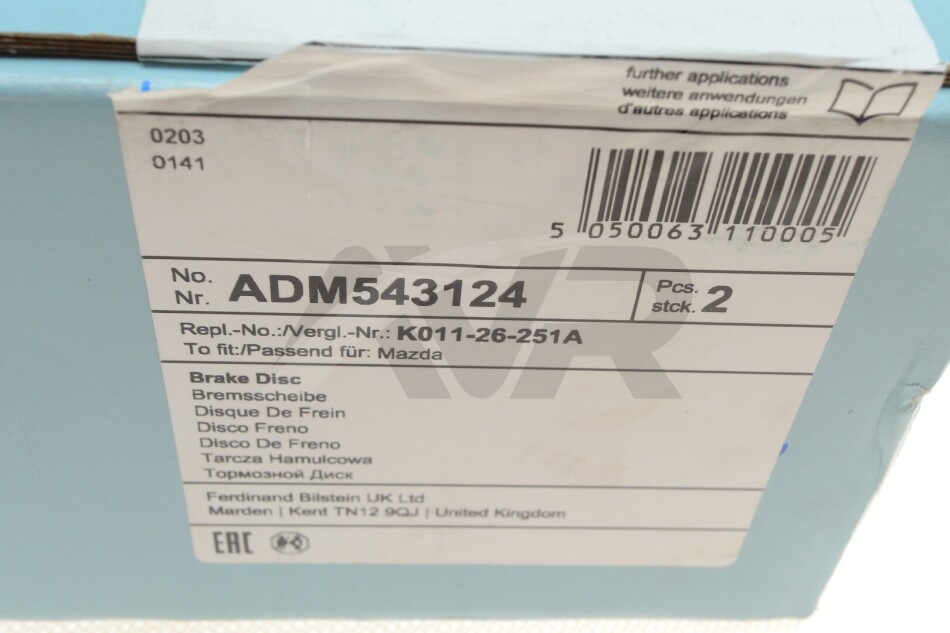 further applications
weitere anwendungen
d'autres applications
0203
0141
5 050063 110005
No.
Nr. ADM543124
Pcs.
stck. 2
Repl.-No.:/Vergl.-Nr.: K011-26-251A
To fit:/Passend für: Mazda
Brake Disc
Bremsscheibe
Disque De Frein
Disco Freno
Disco De Freno
Tarcza Hamulcowa
Тормозной Диск
Ferdinand Bilstein UK Ltd
Marden | Kent TN12 9QJ | United Kingdom
EAC
AVR